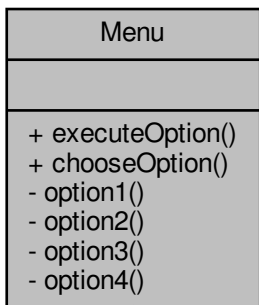 Menu
+ executeOption()
+ chooseOption()
- option1()
- option2()
- option3()
- option4()